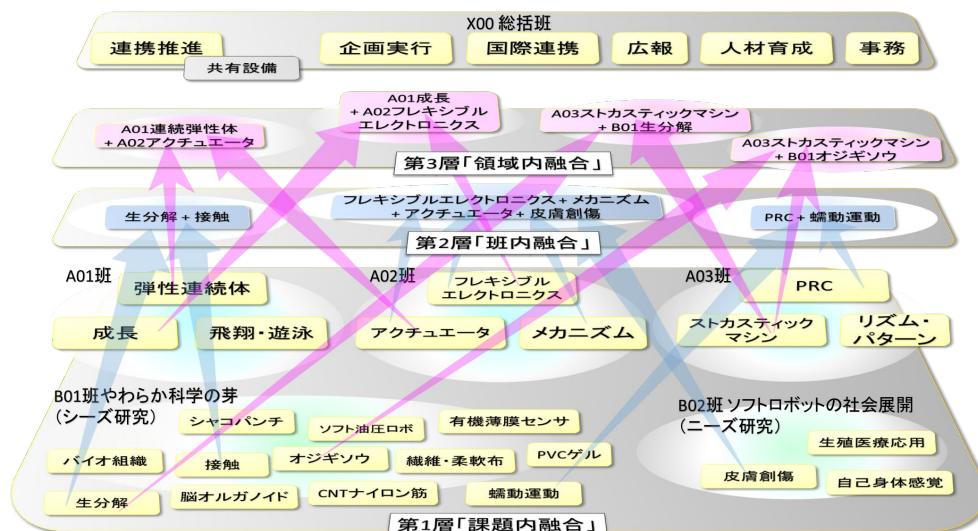 X00 総括班
連携推進
企画実行
国際連携
広報
人材育成
事務
共有設備
A01連続弾性体
+A02アクチュエータ
A01成長
+A02フレキシブル
エレクトロニクス
A03ストカスティックマシン
+B01生分解
A03ストカスティックマシン
+B01オジギソウ
第3層「領域内融合」
生分解+接触
フレキシブルエレクトロニクス+メカニズム
+アクチュエータ+皮膚創傷
PRC+蠕動運動
第2層「班内融合」
A01班
弾性連続体
成長
飛翔・遊泳
A02班
フレキシブル
エレクトロニクス
アクチュエータ
メカニズム
A03班
PRC
ストカスティック
マシン
リズム・
パターン
B01班やわらか科学の芽
(シーズ研究)
シャコパンチ
ソフト油圧ロボ
有機薄膜センサ
バイオ組織
接触
オジギソウ
繊維・柔軟布
PVCゲル
生分解
脳オルガノイド
CNTナイロン筋
蠕動運動
B02班 ソフトロボットの社会展開
(ニーズ研究)
生殖医療応用
皮膚創傷
自己身体感覚
第1層「課題内融合」